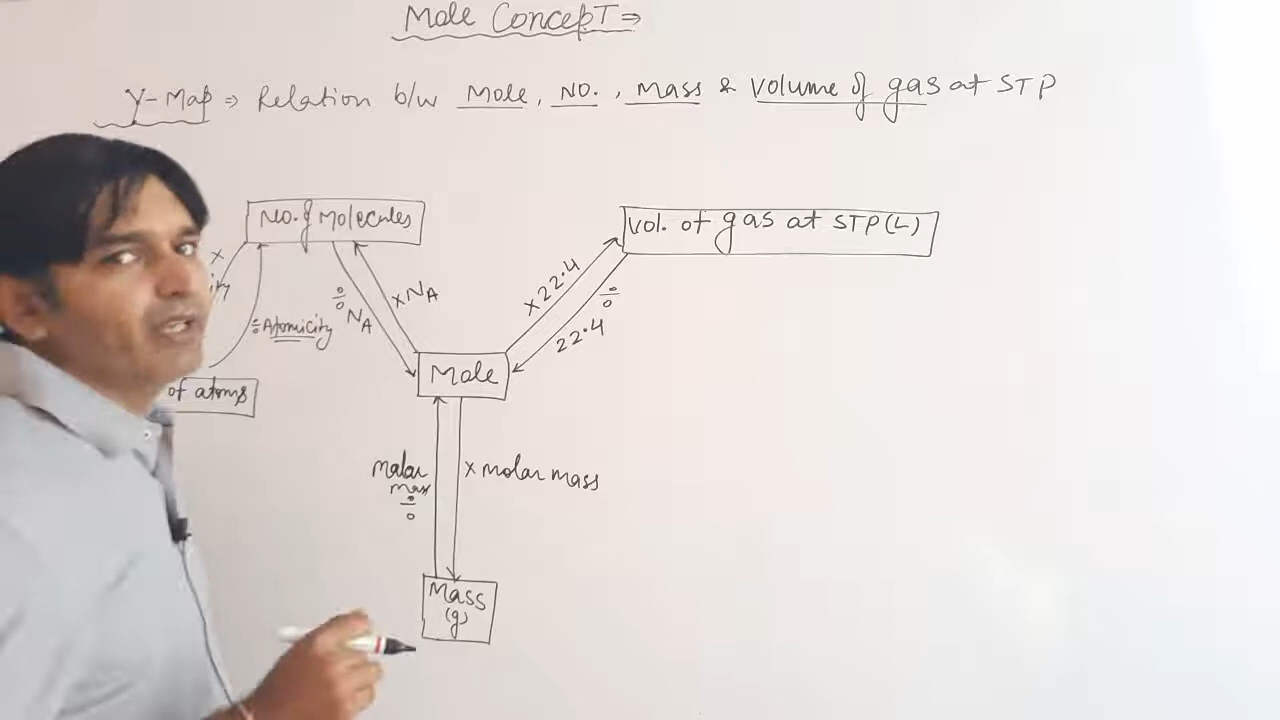 Mole Concept ⇒
Y-Map ⇒ Relation b/w Mole, No., Mass & Volume of gas at STP
No. of Molecules
Vol. of gas at STP(L)
×
÷ Atomicity
÷ NA
× NA
× 22.4
÷ 22.4
Mole
of atoms
molar mass ÷
× molar mass
Mass
(g)